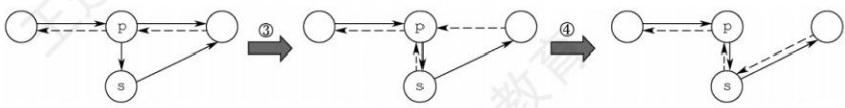 p ③ p ④ p
s s s